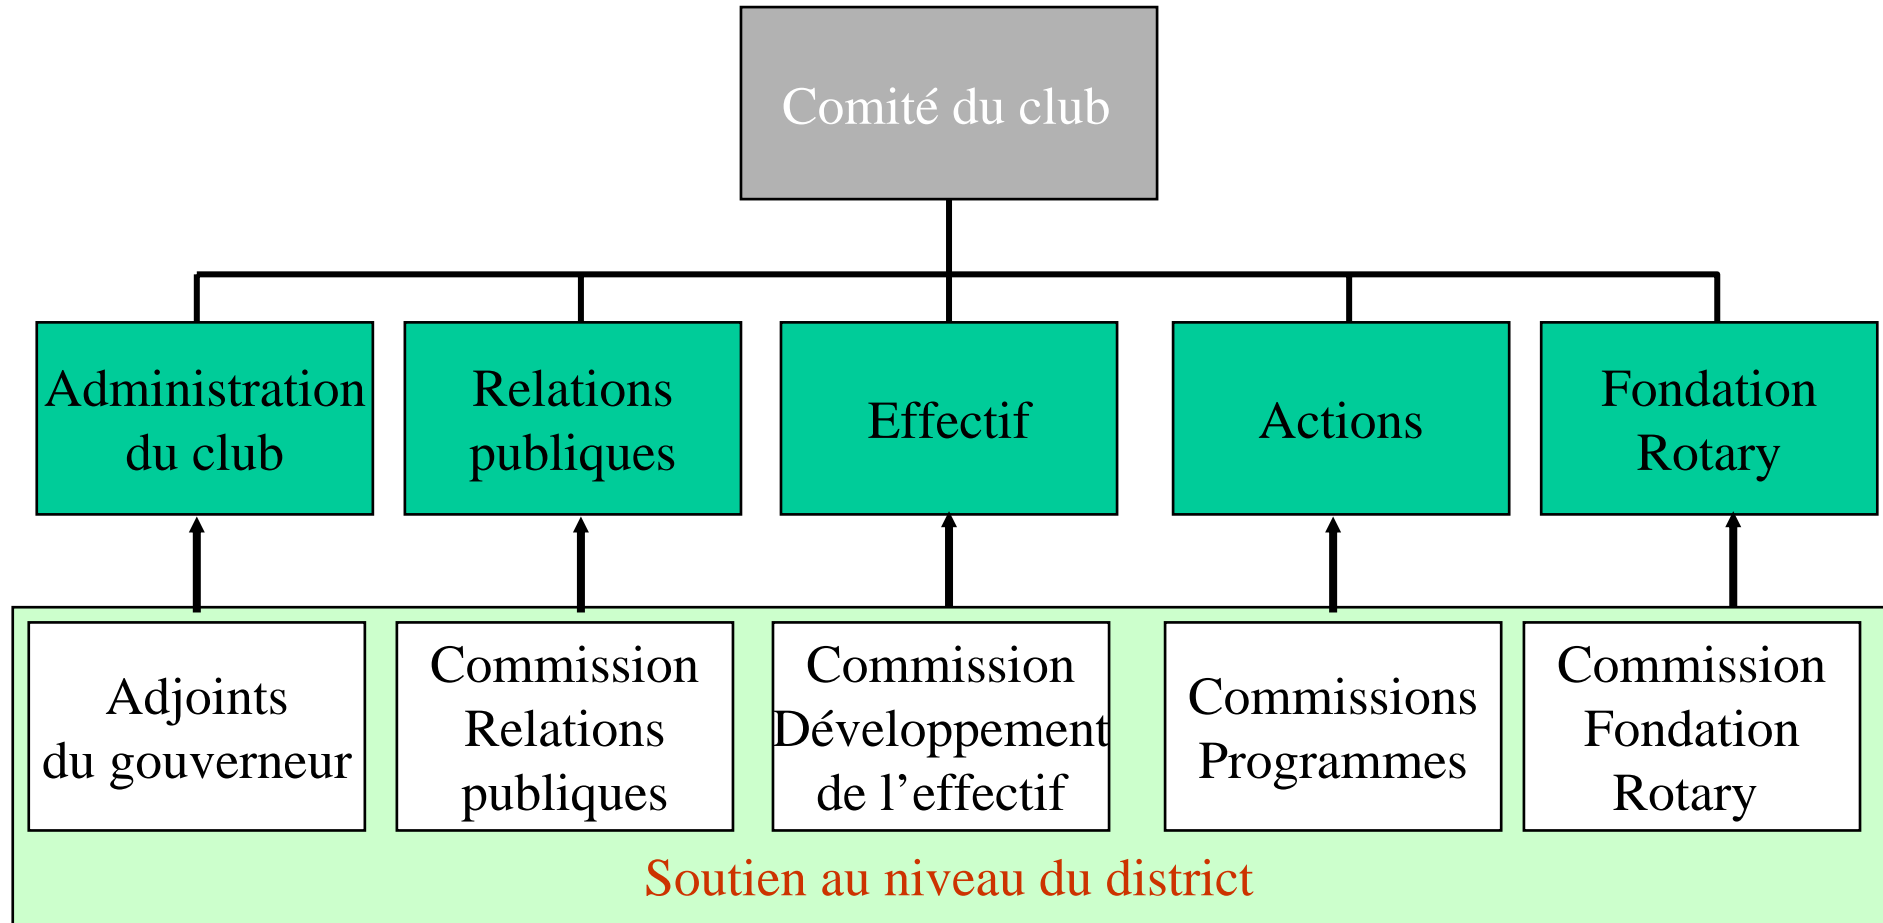 Comité du club
Administration
du club
Relations
publiques
Effectif
Actions
Fondation
Rotary
Adjoints
du gouverneur
Commission
Relations
publiques
Commission
Développement
de l’effectif
Commissions
Programmes
Commission
Fondation
Rotary
Soutien au niveau du district